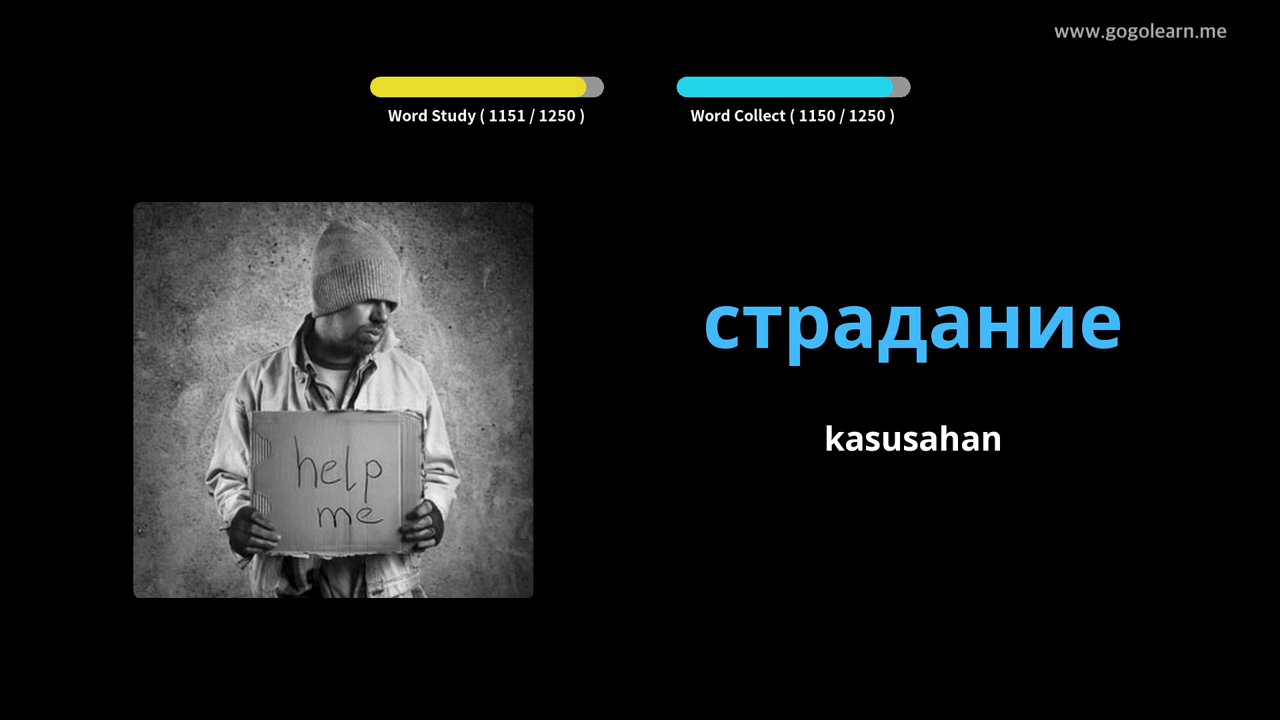 www.gogolearn.me
Word Study ( 1151 / 1250 )
Word Collect ( 1150 / 1250 )
страдание
kasusahan
help
me